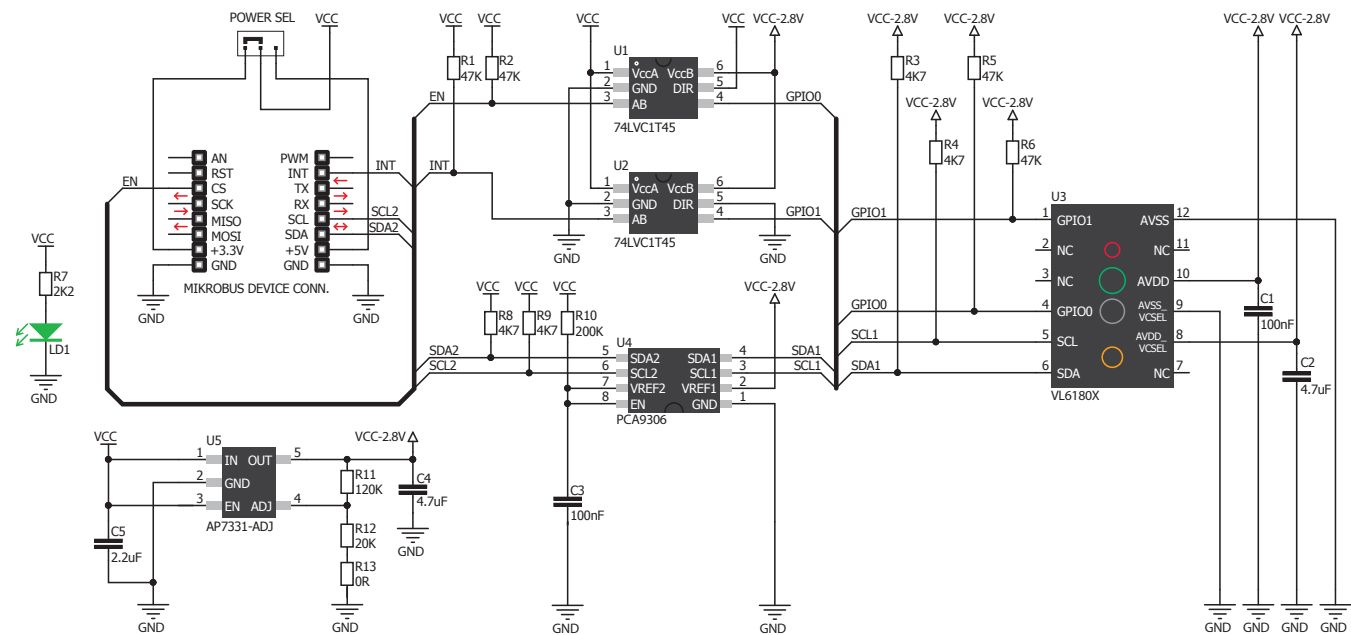 POWER SEL
VCC
VCC
VCC
VCC
VCC
VCC-2.8V
VCC-2.8V
VCC-2.8V
VCC-2.8V
VCC-2.8V
R1
47K
R2
47K
EN
U1
1 VccA VccB 6
2 GND DIR 5
3 AB 4
74LVC1T45
GPIO0
R3
4K7
R5
47K
VCC-2.8V
VCC-2.8V
R4
4K7
R6
47K
AN PWM
RST INT
CS TX
SCK RX
MISO SCL
MOSI SDA
+3.3V +5V
GND GND
MIKROBUS DEVICE CONN.
EN
INT
SCL2
SDA2
GND
GND
INT
U2
1 VccA VccB 6
2 GND DIR 5
3 AB 4
74LVC1T45
GPIO1
GND
GND
GPIO1
GPIO0
SCL1
SDA1
U3
1 GPIO1 AVSS 12
2 NC NC 11
3 NC AVDD 10
4 GPIO0 AVSS_VCSEL 9
5 SCL AVDD_VCSEL 8
6 SDA NC 7
VL6180X
C1
100nF
C2
4.7uF
VCC
R7
2K2
LD1
GND
VCC
VCC
VCC
VCC-2.8V
R8
4K7
R9
4K7
R10
200K
SDA2
SCL2
U4
5 SDA2 SDA1 4
6 SCL2 SCL1 3
7 VREF2 VREF1 2
8 EN GND 1
PCA9306
SDA1
SCL1
C3
100nF
GND
GND
VCC
U5
1 IN OUT 5
2 GND
3 EN ADJ 4
AP7331-ADJ
VCC-2.8V
R11
120K
C4
4.7uF
GND
R12
20K
R13
0R
C5
2.2uF
GND
GND
GND
GND
GND
GND